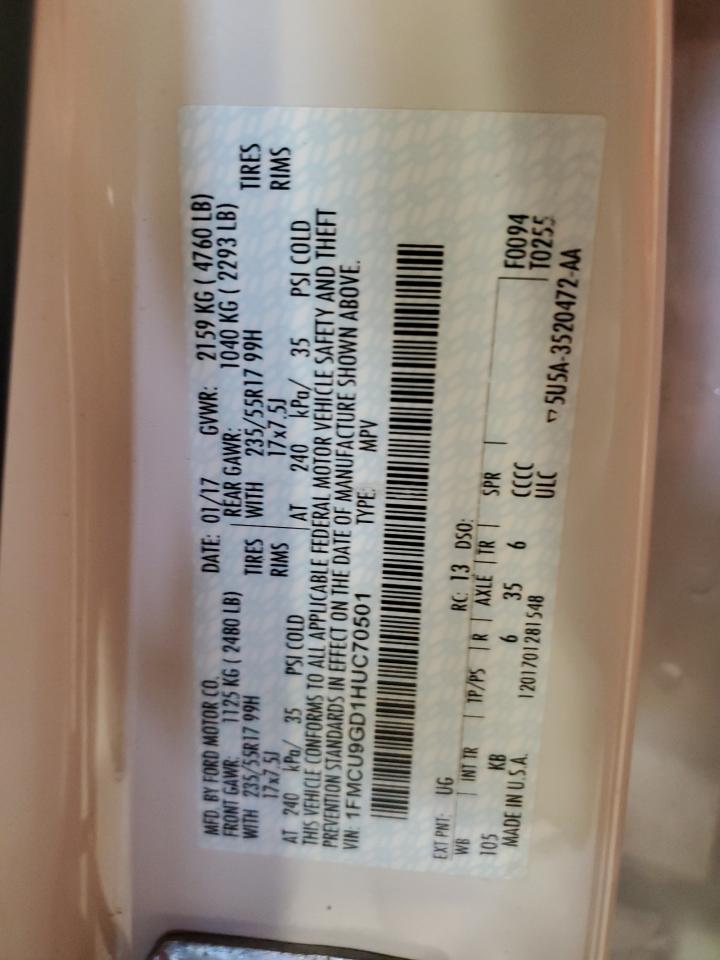 MFD. BY FORD MOTOR CO. DATE: 01/17 GVWR: 2159 KG ( 4760 LB)
FRONT GAWR: 1125 KG ( 2480 LB) REAR GAWR: 1040 KG ( 2293 LB)
WITH 235/55R17 99H TIRES WITH 235/55R17 99H TIRES
17x7.5J RIMS 17x7.5J RIMS
AT 240 kPa/ 35 PSI COLD AT 240 kPa/ 35 PSI COLD
THIS VEHICLE CONFORMS TO ALL APPLICABLE FEDERAL MOTOR VEHICLE SAFETY AND THEFT
PREVENTION STANDARDS IN EFFECT ON THE DATE OF MANUFACTURE SHOWN ABOVE.
VIN: 1FMCU9GD1HUC70501 TYPE: MPV
EXT PNT: UG RC: 13 DSO:
WB INT TR TP/PS R AXLE TR SPR F0094
105 KB 6 35 6 CCCC T0255
MADE IN U.S.A. 1201701281548 ULC
5U5A-3520472-AA